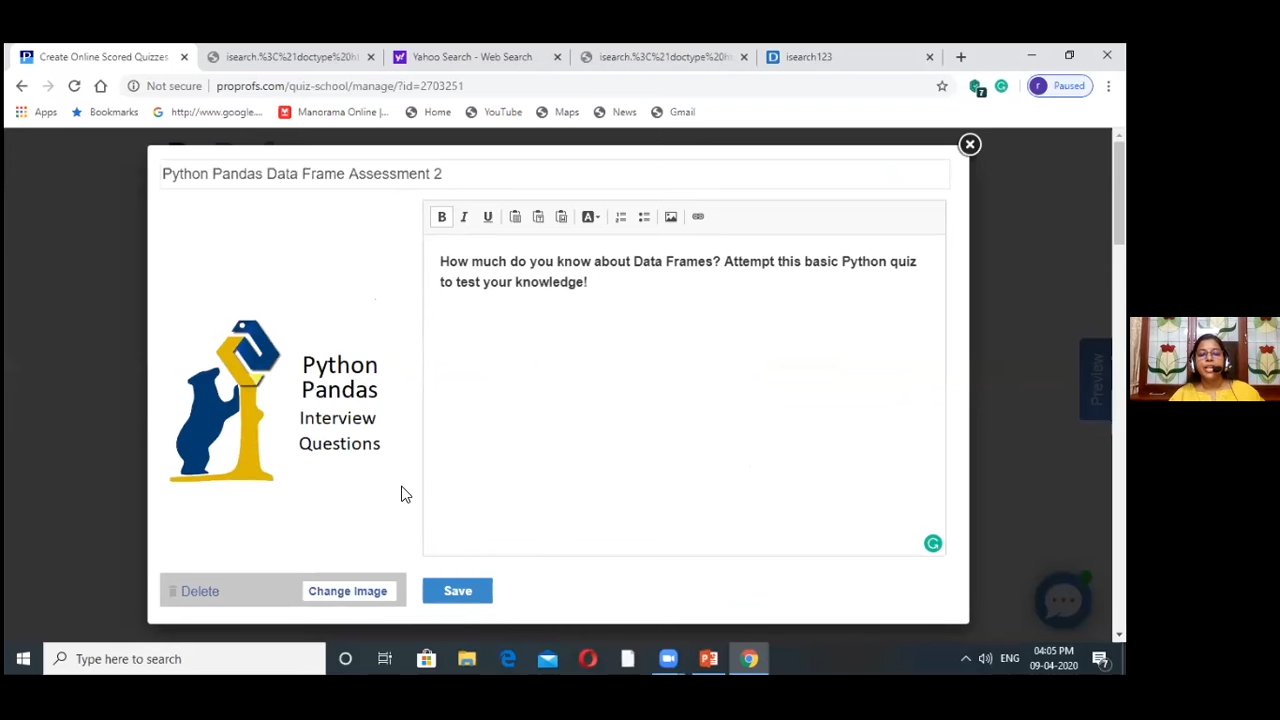 Create Online Scored Quizzes
isearch.%3C%21doctype%20h
Yahoo Search - Web Search
isearch.%3C%21doctype%20h
isearch123
Not secure
proprofs.com/quiz-school/manage/?id=2703251
7
r
Paused
Apps
Bookmarks
http://www.google....
Manorama Online |...
Home
YouTube
Maps
News
Gmail
Python Pandas Data Frame Assessment 2
B I U
A
How much do you know about Data Frames? Attempt this basic Python quiz
to test your knowledge!
Python
Pandas
Interview
Questions
Preview
Delete
Change Image
Save
Type here to search
ENG
04:05 PM
09-04-2020
7